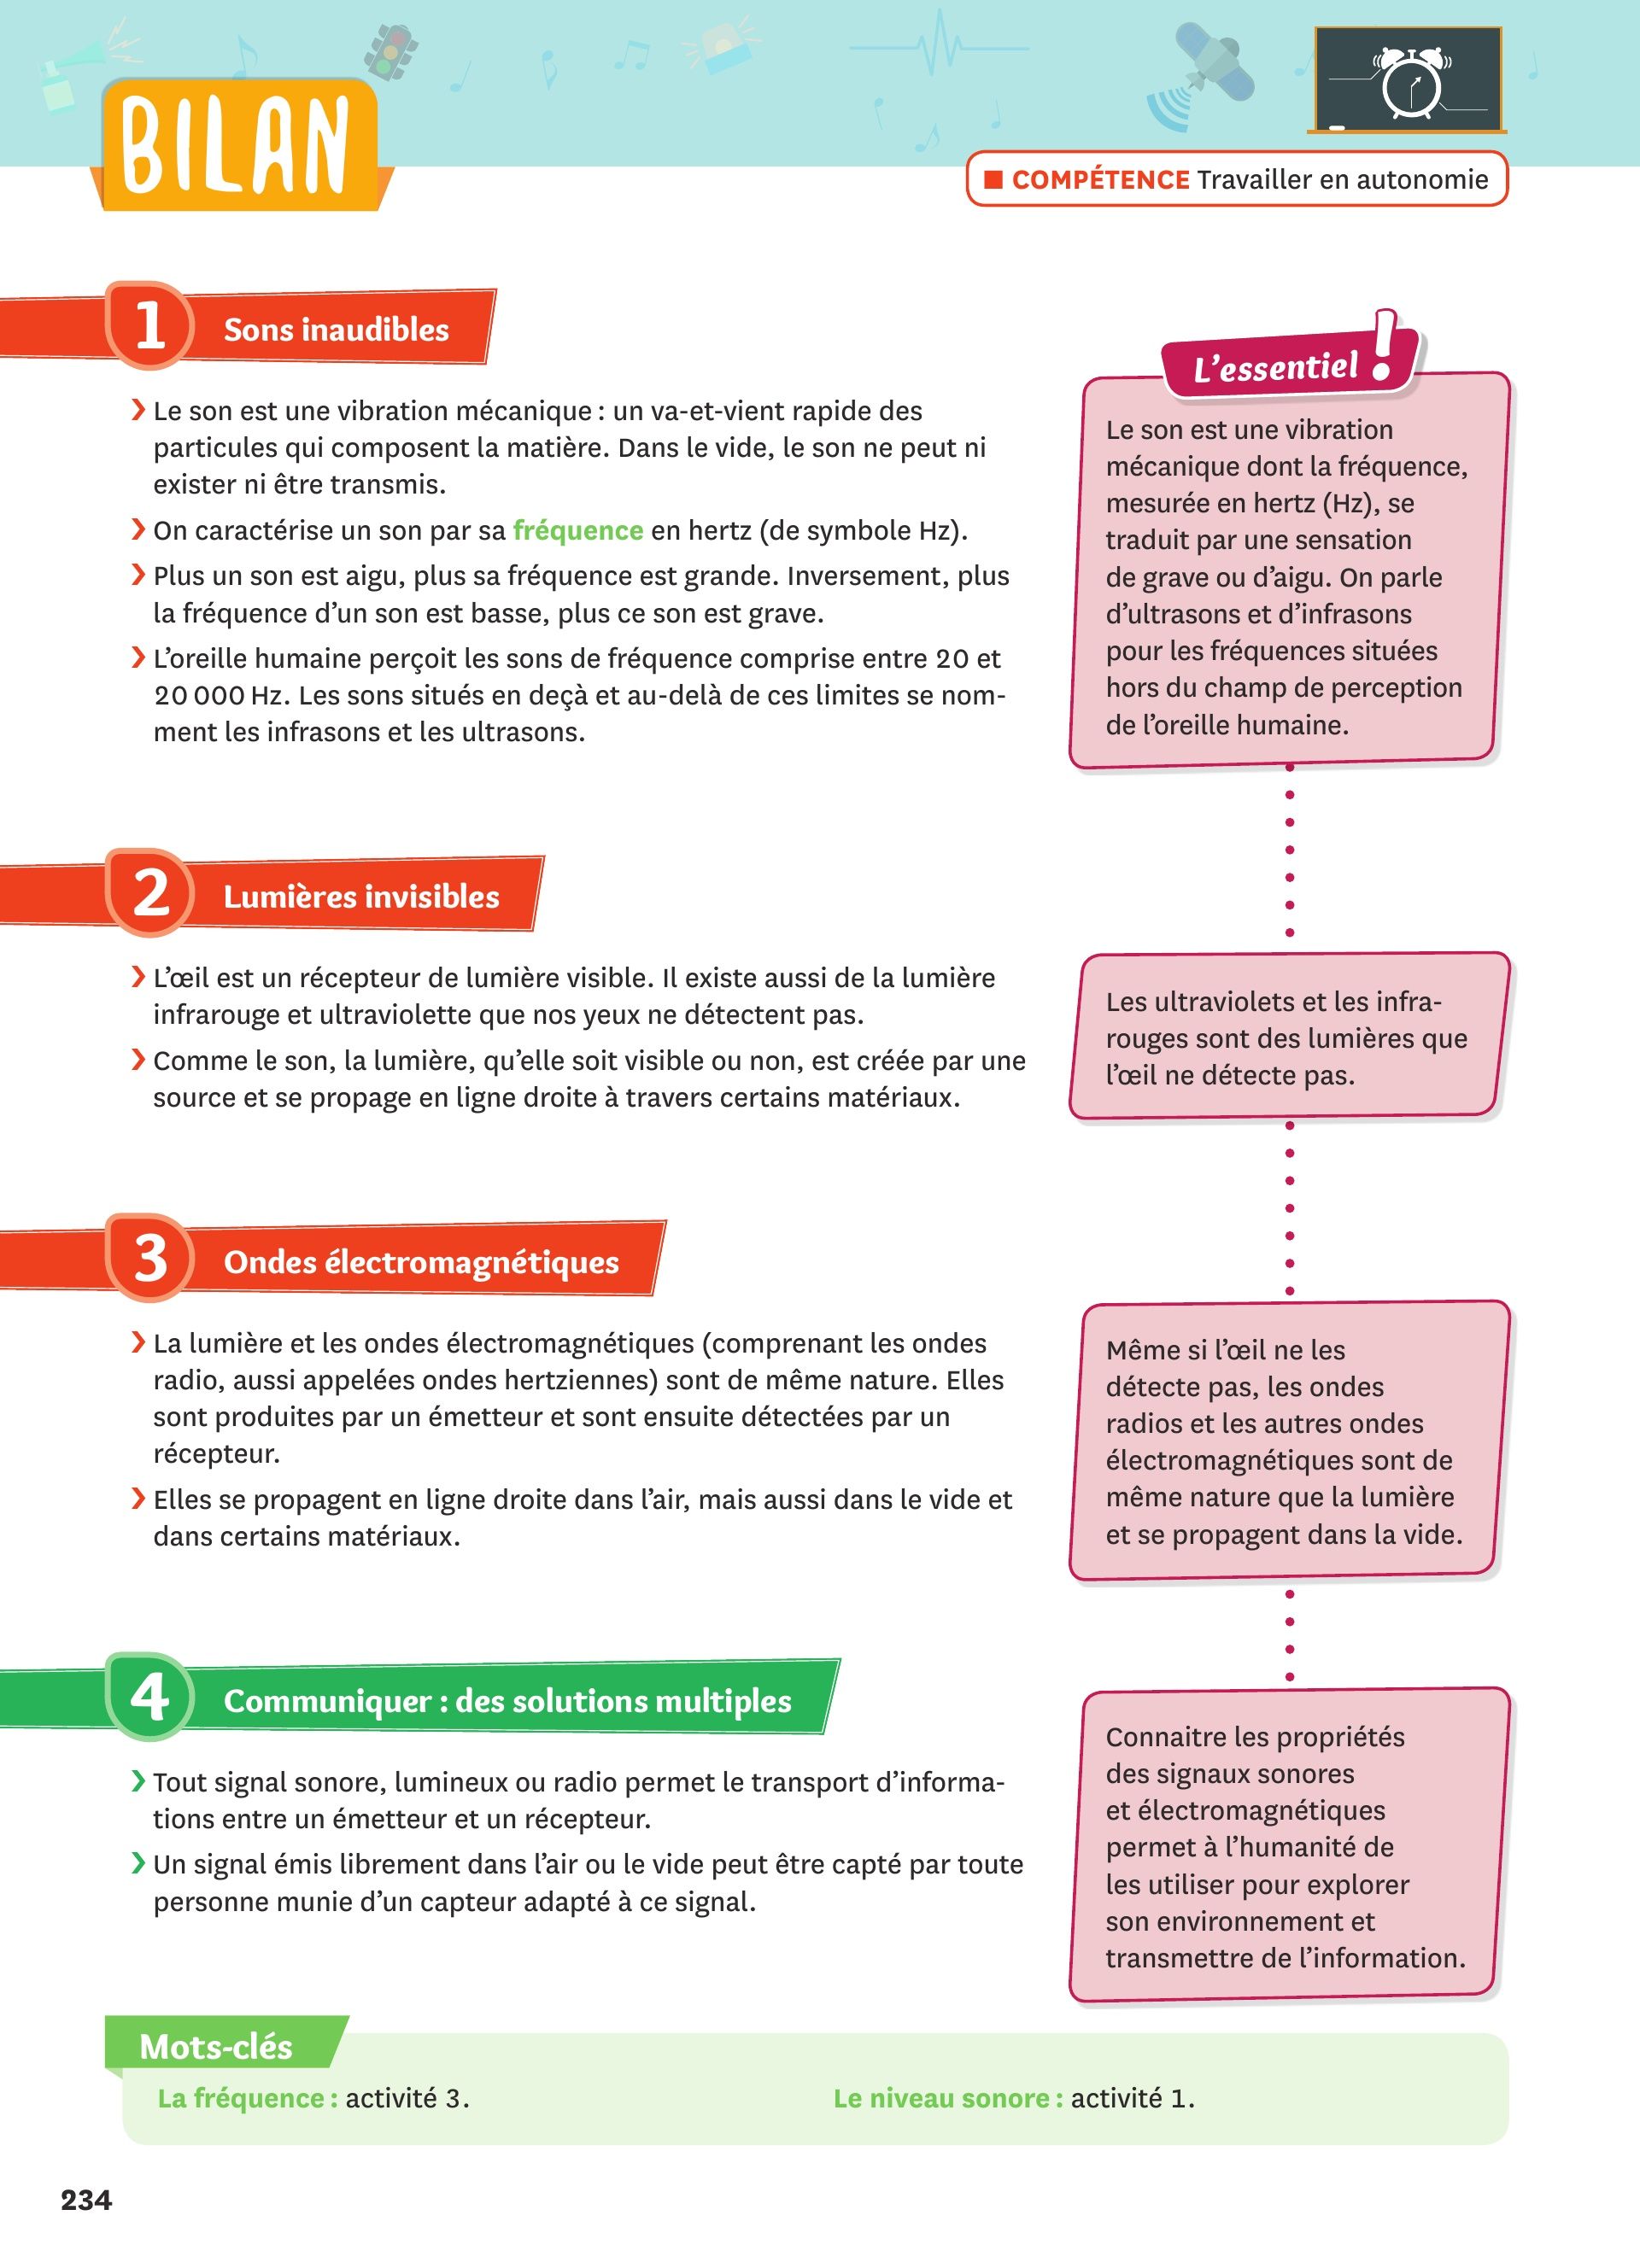 BILAN
■ COMPÉTENCE Travailler en autonomie
1 Sons inaudibles
› Le son est une vibration mécanique : un va-et-vient rapide des
particules qui composent la matière. Dans le vide, le son ne peut ni
exister ni être transmis.
› On caractérise un son par sa fréquence en hertz (de symbole Hz).
› Plus un son est aigu, plus sa fréquence est grande. Inversement, plus
la fréquence d’un son est basse, plus ce son est grave.
› L’oreille humaine perçoit les sons de fréquence comprise entre 20 et
20 000 Hz. Les sons situés en deçà et au-delà de ces limites se nom-
ment les infrasons et les ultrasons.
L’essentiel !
Le son est une vibration
mécanique dont la fréquence,
mesurée en hertz (Hz), se
traduit par une sensation
de grave ou d’aigu. On parle
d’ultrasons et d’infrasons
pour les fréquences situées
hors du champ de perception
de l’oreille humaine.
2 Lumières invisibles
› L’œil est un récepteur de lumière visible. Il existe aussi de la lumière
infrarouge et ultraviolette que nos yeux ne détectent pas.
› Comme le son, la lumière, qu’elle soit visible ou non, est créée par une
source et se propage en ligne droite à travers certains matériaux.
Les ultraviolets et les infra-
rouges sont des lumières que
l’œil ne détecte pas.
3 Ondes électromagnétiques
› La lumière et les ondes électromagnétiques (comprenant les ondes
radio, aussi appelées ondes hertziennes) sont de même nature. Elles
sont produites par un émetteur et sont ensuite détectées par un
récepteur.
› Elles se propagent en ligne droite dans l’air, mais aussi dans le vide et
dans certains matériaux.
Même si l’œil ne les
détecte pas, les ondes
radios et les autres ondes
électromagnétiques sont de
même nature que la lumière
et se propagent dans la vide.
4 Communiquer : des solutions multiples
› Tout signal sonore, lumineux ou radio permet le transport d’informa-
tions entre un émetteur et un récepteur.
› Un signal émis librement dans l’air ou le vide peut être capté par toute
personne munie d’un capteur adapté à ce signal.
Connaitre les propriétés
des signaux sonores
et électromagnétiques
permet à l’humanité de
les utiliser pour explorer
son environnement et
transmettre de l’information.
Mots-clés
La fréquence : activité 3.
Le niveau sonore : activité 1.
234